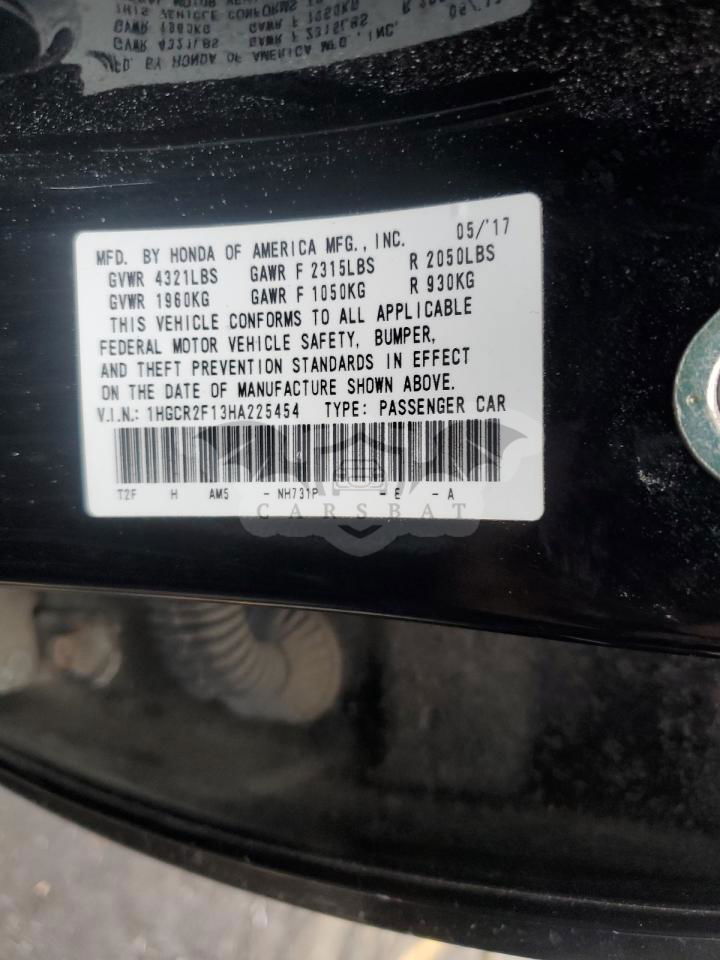 MFD. BY HONDA OF AMERICA MFG., INC. 05/'17
GVWR 4321LBS GAWR F 2315LBS R 2050LBS
GVWR 1960KG GAWR F 1050KG R 930KG
THIS VEHICLE CONFORMS TO ALL APPLICABLE
FEDERAL MOTOR VEHICLE SAFETY, BUMPER,
AND THEFT PREVENTION STANDARDS IN EFFECT
ON THE DATE OF MANUFACTURE SHOWN ABOVE.
V.I.N.: 1HGCR2F13HA225454 TYPE: PASSENGER CAR
T2F H AM5 - NH731P - E - A
CARSBAT